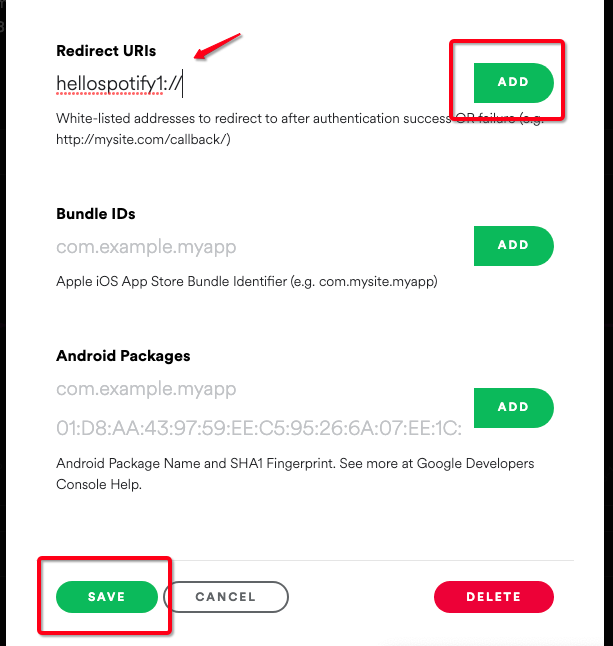 Redirect URIs
hellospotify1://
ADD
White-listed addresses to redirect to after authentication success OR failure (e.g.
http://mysite.com/callback/)
Bundle IDs
com.example.myapp
ADD
Apple iOS App Store Bundle Identifier (e.g. com.mysite.myapp)
Android Packages
com.example.myapp
ADD
01:D8:AA:43:97:59:EE:C5:95:26:6A:07:EE:1C:
Android Package Name and SHA1 Fingerprint. See more at Google Developers
Console Help.
SAVE CANCEL DELETE